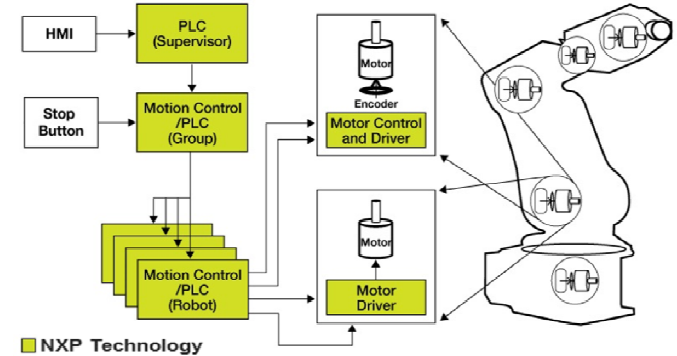 HMI
PLC
(Supervisor)
Stop
Button
Motion Control
/PLC
(Group)
Motion Control
/PLC
(Robot)
Motor
Encoder
Motor Control
and Driver
Motor
Motor
Driver
NXP Technology